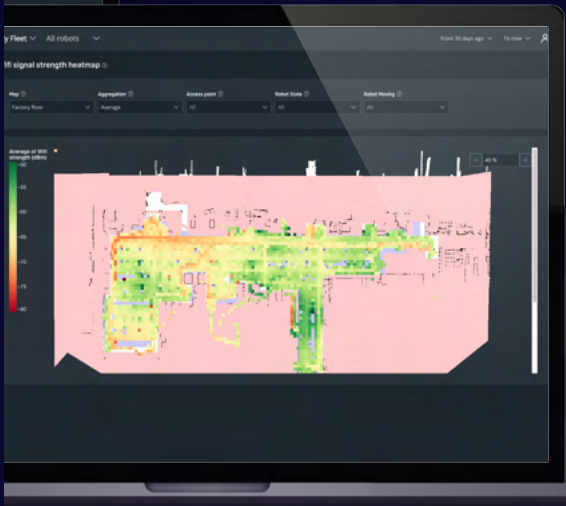 y Fleet All robots From 30 days ago To now
ifi signal strength heatmap
Map Aggregation Access point Robot State Robot Moving
Factory floor Average All All All
Average of Wifi
strength (dBm)
40 %
-50
-55
-60
-65
-70
-75
-80